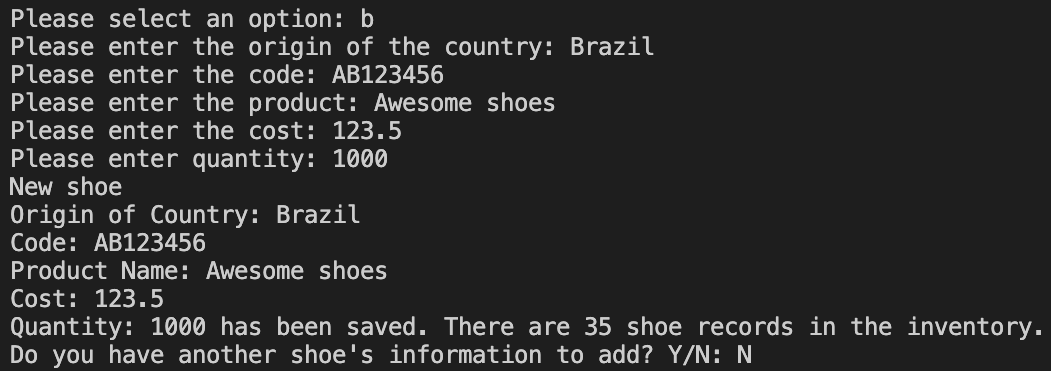 Please select an option: b
Please enter the origin of the country: Brazil
Please enter the code: AB123456
Please enter the product: Awesome shoes
Please enter the cost: 123.5
Please enter quantity: 1000
New shoe
Origin of Country: Brazil
Code: AB123456
Product Name: Awesome shoes
Cost: 123.5
Quantity: 1000 has been saved. There are 35 shoe records in the inventory.
Do you have another shoe's information to add? Y/N: N